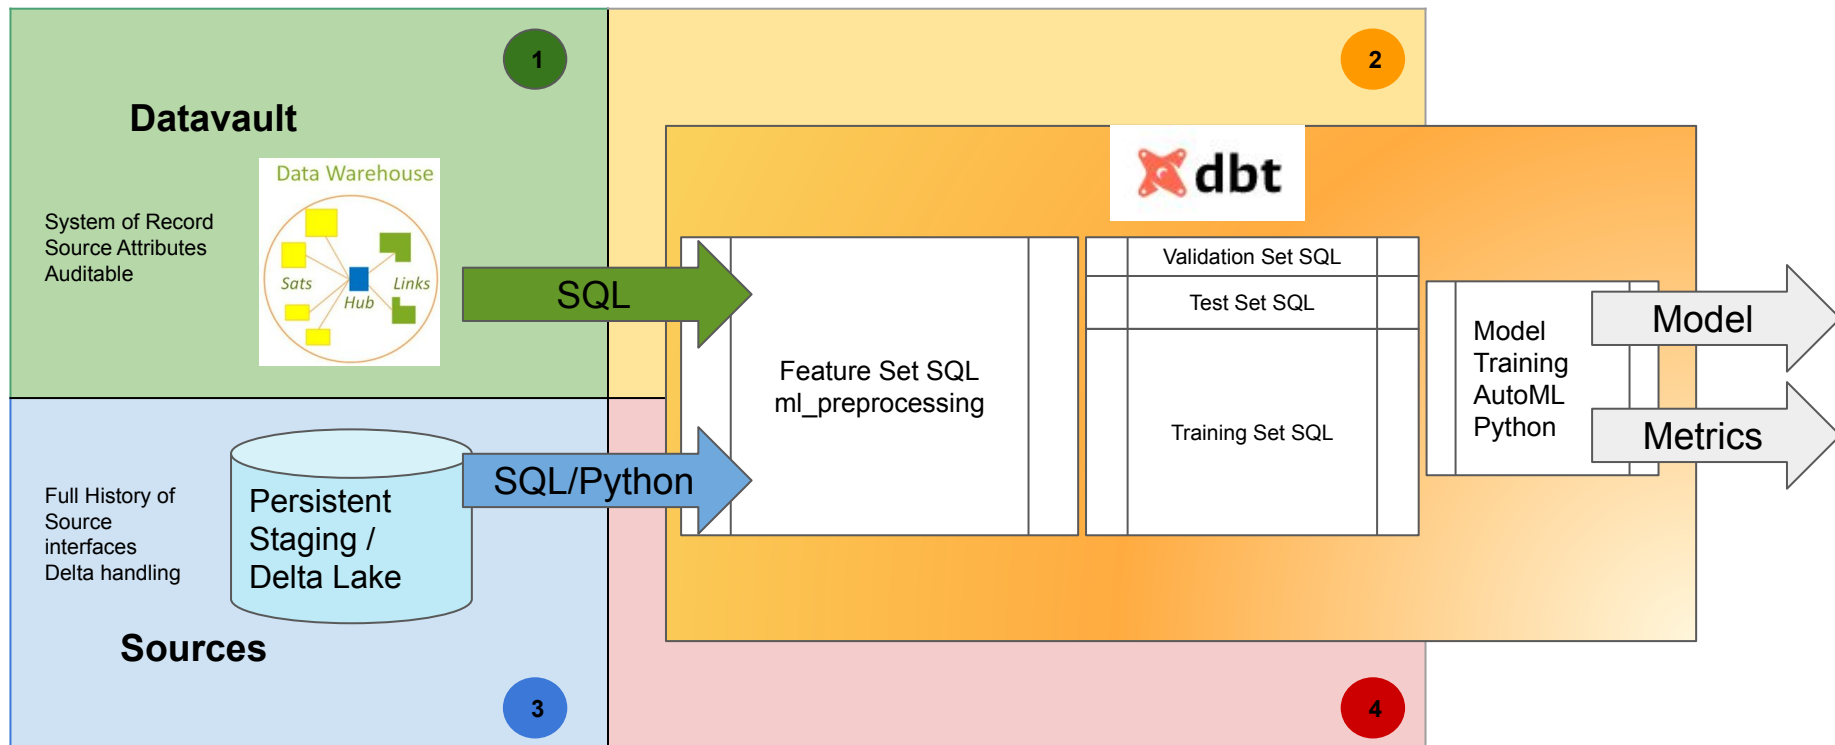 1
2
Datavault
Data Warehouse
Sats
Hub
Links
System of Record
Source Attributes
Auditable
SQL
dbt
Feature Set SQL
ml_preprocessing
Validation Set SQL
Test Set SQL
Training Set SQL
Model
Training
AutoML
Python
Model
Metrics
Full History of
Source
interfaces
Delta handling
Persistent
Staging /
Delta Lake
SQL/Python
Sources
3
4